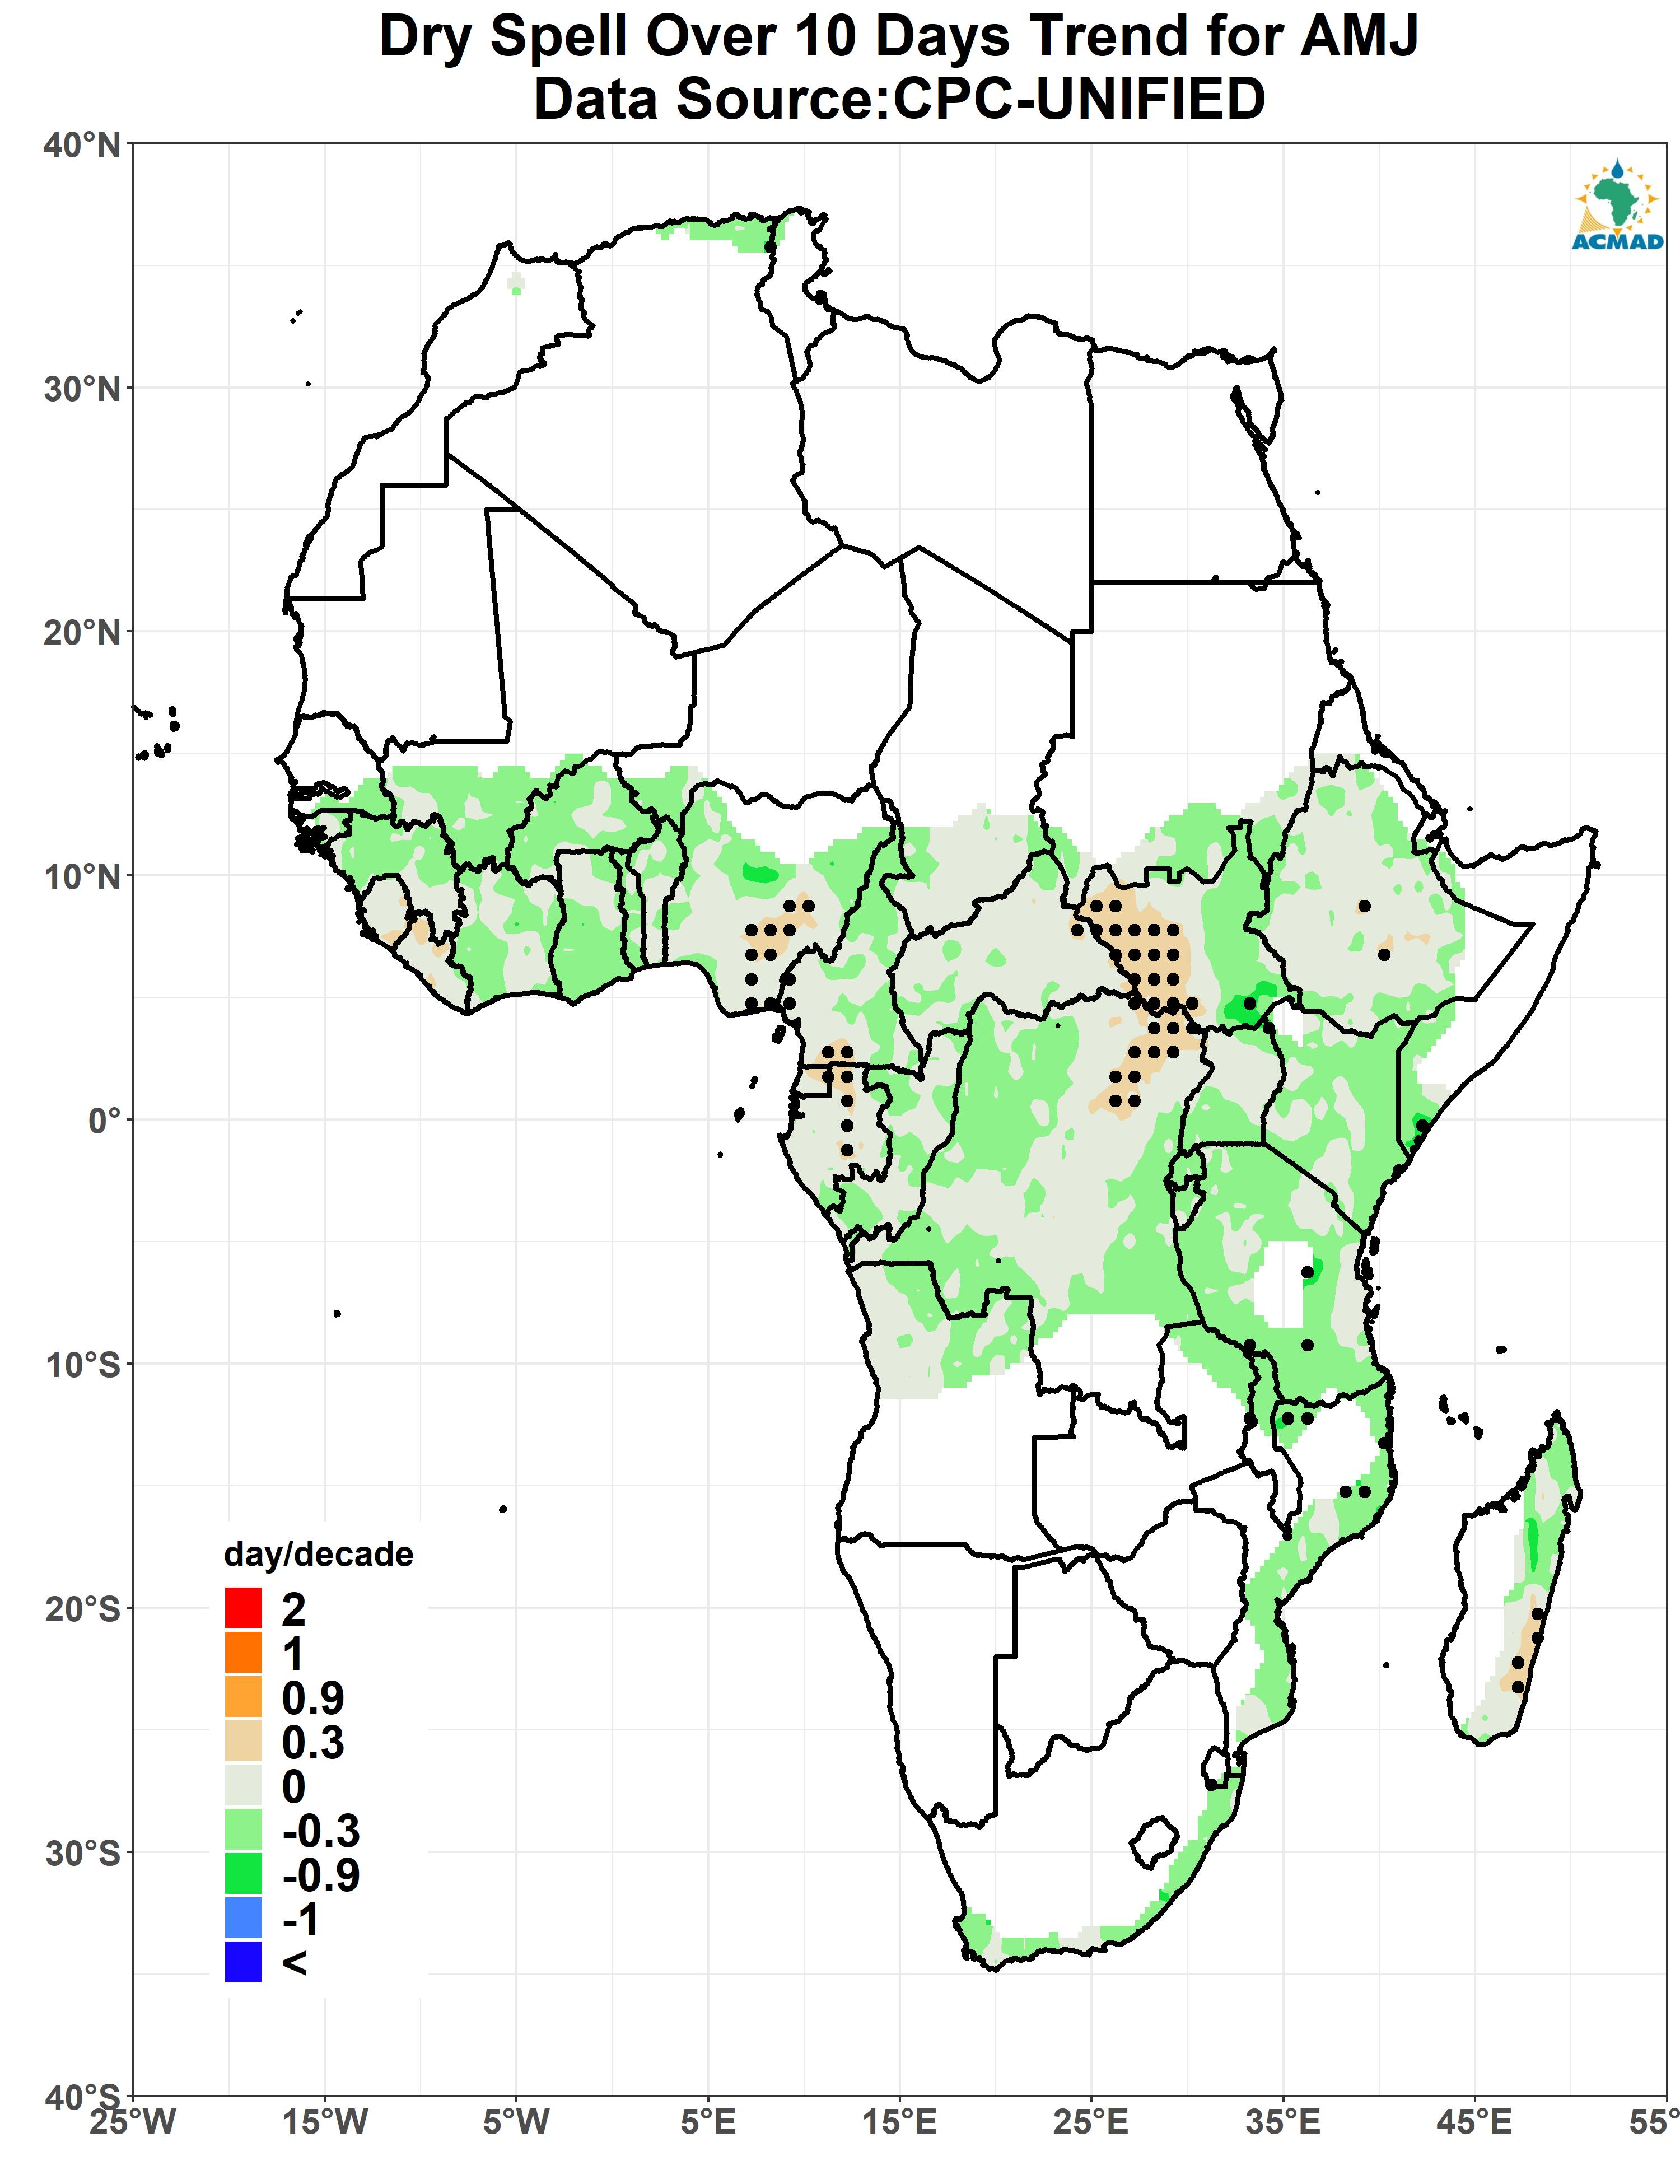 Dry Spell Over 10 Days Trend for AMJ
Data Source:CPC-UNIFIED
40°N
ACMAD
30°N
20°N
10°N
0°
10°S
day/decade
2
20°S
1
0.9
0.3
0
-0.3
30°S
-0.9
-1
<
40°S
25°W 15°W 5°W 5°E 15°E 25°E 35°E 45°E 55°